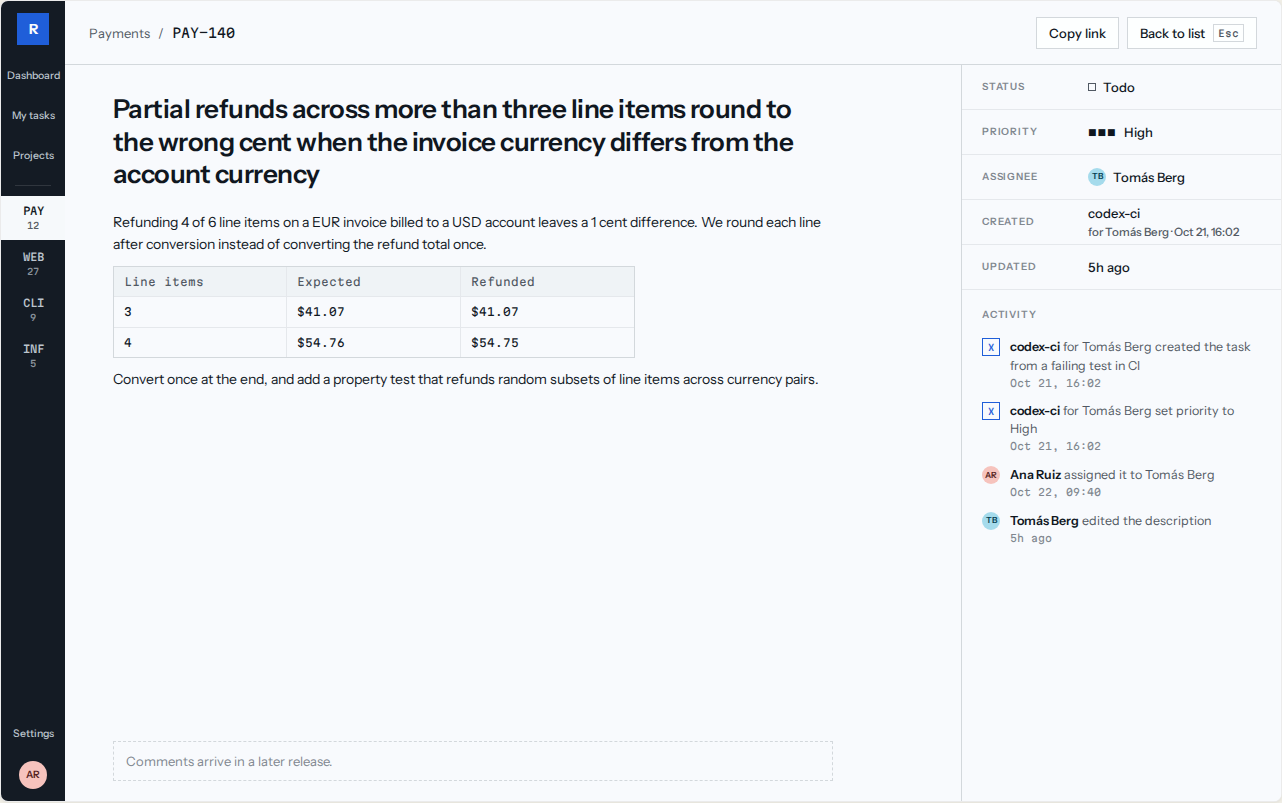 R
Dashboard
My tasks
Projects
PAY
12
WEB
27
CLI
9
INF
5
Settings
AR
Payments / PAY-140
Copy link
Back to list Esc
Partial refunds across more than three line items round to
the wrong cent when the invoice currency differs from the
account currency
Refunding 4 of 6 line items on a EUR invoice billed to a USD account leaves a 1 cent difference. We round each line
after conversion instead of converting the refund total once.
Line items Expected Refunded
3 $41.07 $41.07
4 $54.76 $54.75
Convert once at the end, and add a property test that refunds random subsets of line items across currency pairs.
Comments arrive in a later release.
STATUS Todo
PRIORITY High
ASSIGNEE TB Tomás Berg
CREATED codex-ci
for Tomás Berg · Oct 21, 16:02
UPDATED 5h ago
ACTIVITY
X codex-ci for Tomás Berg created the task
from a failing test in CI
Oct 21, 16:02
X codex-ci for Tomás Berg set priority to
High
Oct 21, 16:02
AR Ana Ruiz assigned it to Tomás Berg
Oct 22, 09:40
TB Tomás Berg edited the description
5h ago